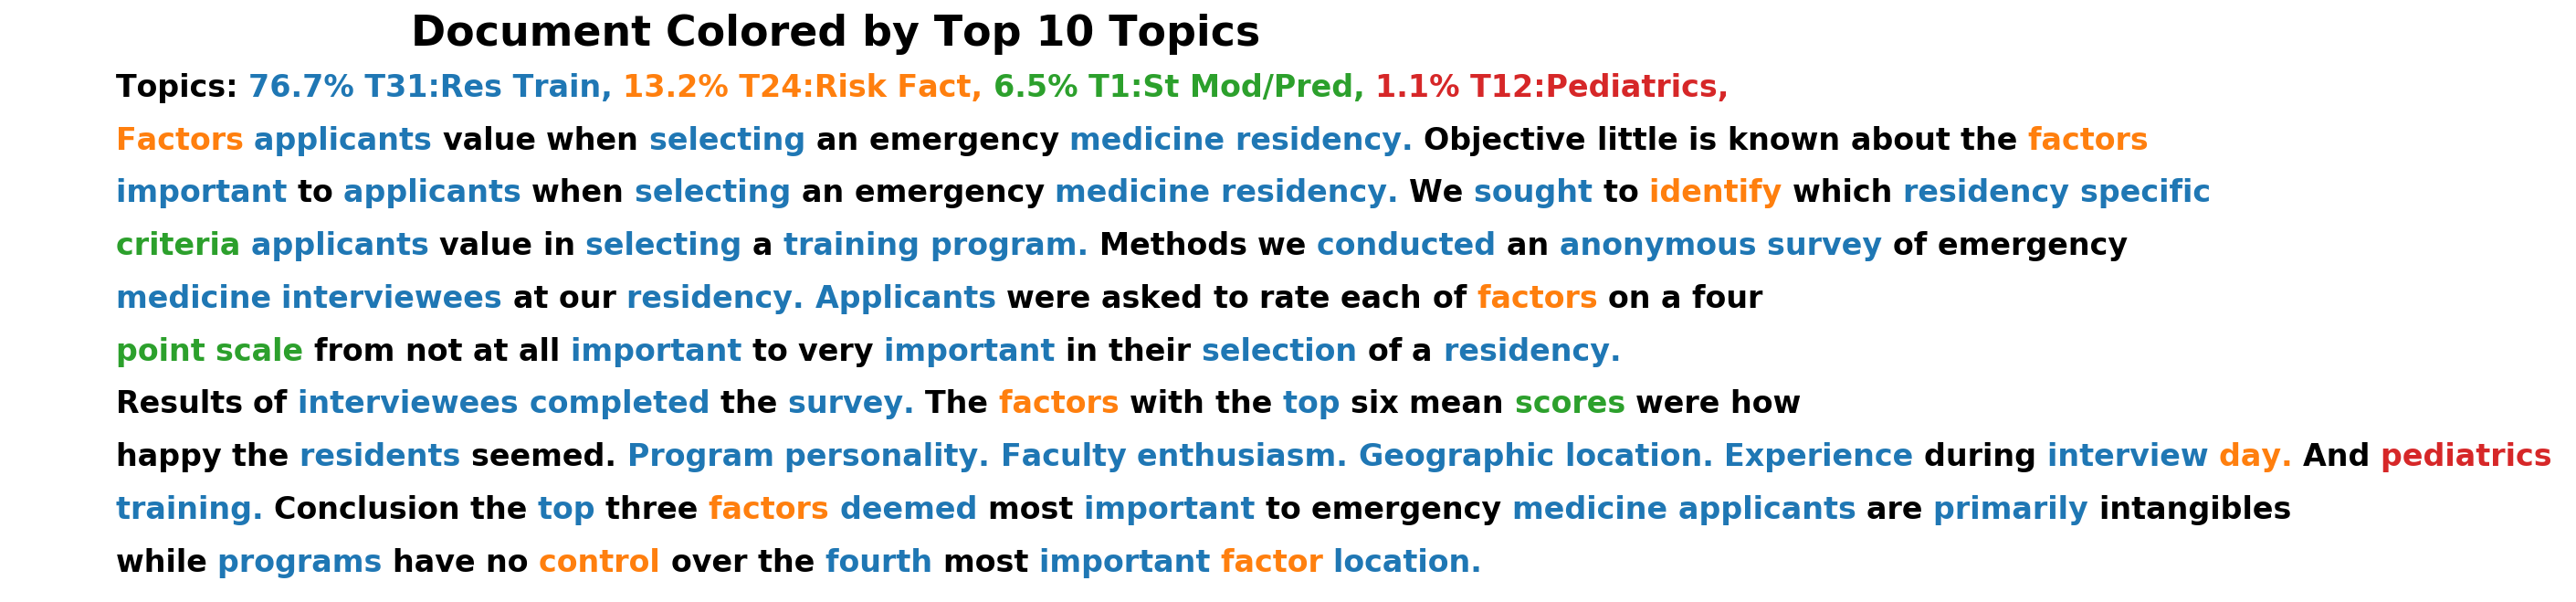 Document Colored by Top 10 Topics
Topics: 76.7% T31:Res Train, 13.2% T24:Risk Fact, 6.5% T1:St Mod/Pred, 1.1% T12:Pediatrics,
Factors applicants value when selecting an emergency medicine residency. Objective little is known about the factors
important to applicants when selecting an emergency medicine residency. We sought to identify which residency specific
criteria applicants value in selecting a training program. Methods we conducted an anonymous survey of emergency
medicine interviewees at our residency. Applicants were asked to rate each of factors on a four
point scale from not at all important to very important in their selection of a residency.
Results of interviewees completed the survey. The factors with the top six mean scores were how
happy the residents seemed. Program personality. Faculty enthusiasm. Geographic location. Experience during interview day. And pediatrics
training. Conclusion the top three factors deemed most important to emergency medicine applicants are primarily intangibles
while programs have no control over the fourth most important factor location.